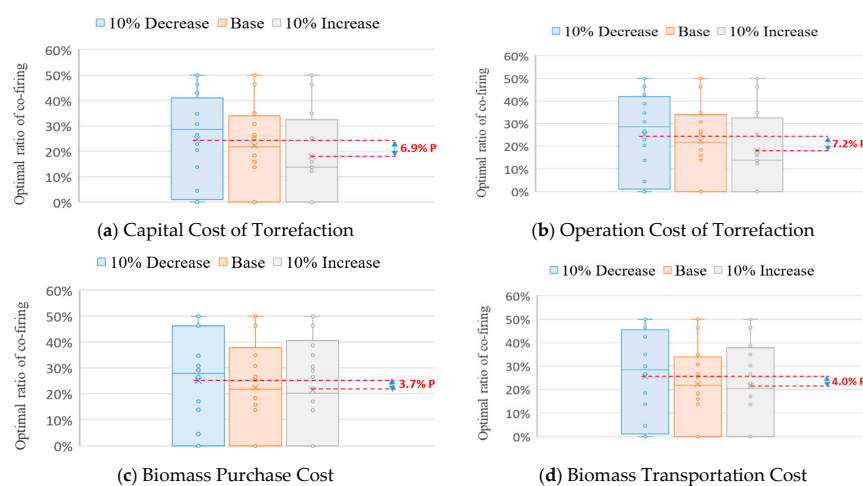 10% Decrease Base 10% Increase
Optimal ratio of co-firing
60%
50%
40%
30%
20%
10%
0%
6.9% P
(a) Capital Cost of Torrefaction
10% Decrease Base 10% Increase
Optimal ratio of co-firing
60%
50%
40%
30%
20%
10%
0%
7.2% P
(b) Operation Cost of Torrefaction
10% Decrease Base 10% Increase
Optimal ratio of co-firing
60%
50%
40%
30%
20%
10%
0%
3.7% P
(c) Biomass Purchase Cost
10% Decrease Base 10% Increase
Optimal ratio of co-firing
60%
50%
40%
30%
20%
10%
0%
4.0% P
(d) Biomass Transportation Cost